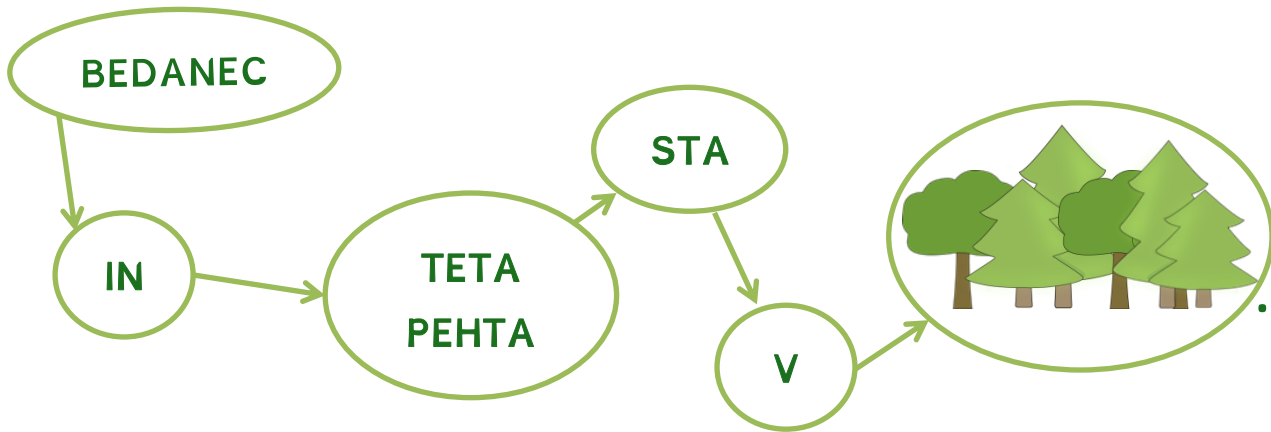 BEDANEC
IN
TETA
PEHTA
STA
V
.